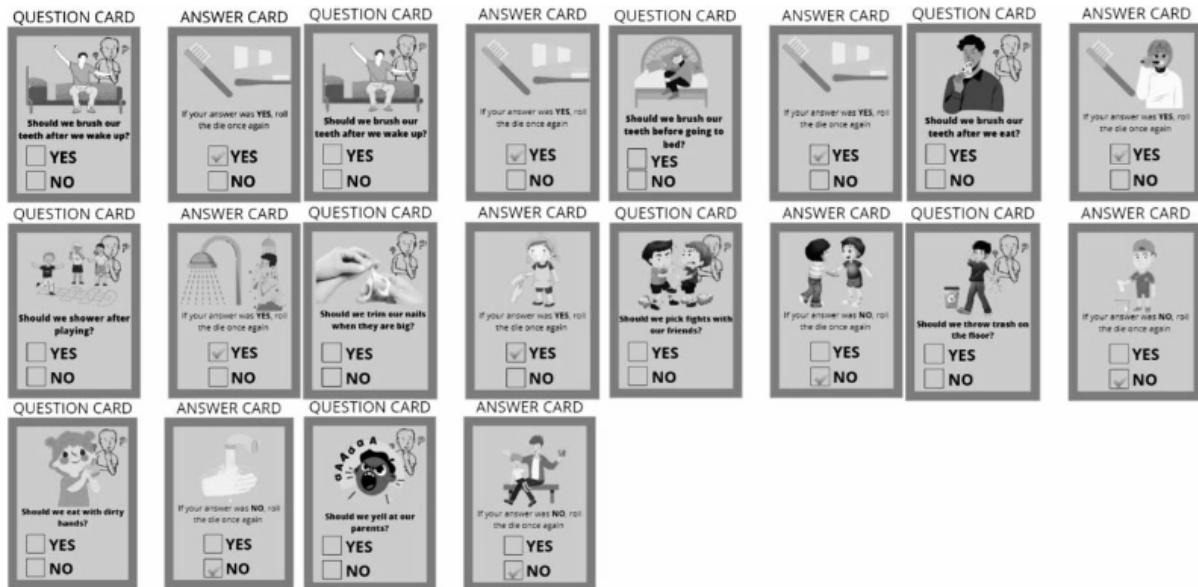 QUESTION CARD
ANSWER CARD
QUESTION CARD
ANSWER CARD
QUESTION CARD
ANSWER CARD
QUESTION CARD
ANSWER CARD
Should we brush our
teeth after we wake up?
YES
NO
If your answer was YES, roll
the die once again
YES
NO
Should we brush our
teeth after we wake up?
YES
NO
If your answer was YES, roll
the die once again
YES
NO
Should we brush our
teeth before going to
bed?
YES
NO
If your answer was YES, roll
the die once again
YES
NO
Should we brush our
teeth after we eat?
YES
NO
If your answer was YES, roll
the die once again
YES
NO
QUESTION CARD
ANSWER CARD
QUESTION CARD
ANSWER CARD
QUESTION CARD
ANSWER CARD
QUESTION CARD
ANSWER CARD
Should we shower after
playing?
YES
NO
If your answer was YES, roll
the die once again
YES
NO
Should we trim our nails
when they are big?
YES
NO
If your answer was YES, roll
the die once again
YES
NO
Should we pick fights with
our friends?
YES
NO
If your answer was NO, roll
the die once again
YES
NO
Should we throw trash on
the floor?
YES
NO
If your answer was NO, roll
the die once again
YES
NO
QUESTION CARD
ANSWER CARD
QUESTION CARD
ANSWER CARD
Should we eat with dirty
hands?
YES
NO
If your answer was NO, roll
the die once again
YES
NO
Should we yell at our
parents?
YES
NO
If your answer was NO, roll
the die once again
YES
NO